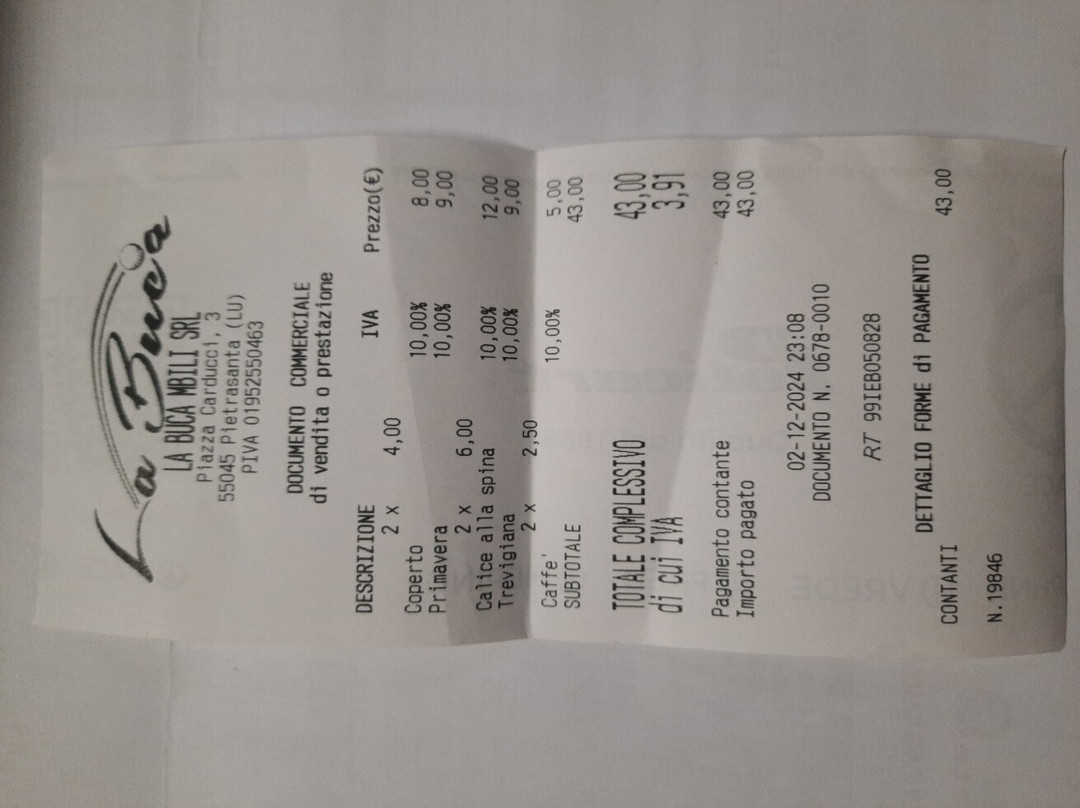 La Buca
LA BUCA MBILI SRL
Piazza Carducci, 3
55045 Pietrasanta (LU)
PIVA 01952550463
DOCUMENTO COMMERCIALE
di vendita o prestazione
DESCRIZIONE IVA Prezzo(€)
2 x 4,00
Coperto 10,00% 8,00
Primavera 10,00% 9,00
2 x 6,00
Calice alla spina 10,00% 12,00
Trevigiana 10,00% 9,00
2 x 2,50
Caffe' 10,00% 5,00
SUBTOTALE 43,00
TOTALE COMPLESSIVO 43,00
di cui IVA 3,91
Pagamento contante 43,00
Importo pagato 43,00
02-12-2024 23:08
DOCUMENTO N. 0678-0010
RT 99IEB050828
DETTAGLIO FORME di PAGAMENTO
CONTANTI 43,00
N.19846